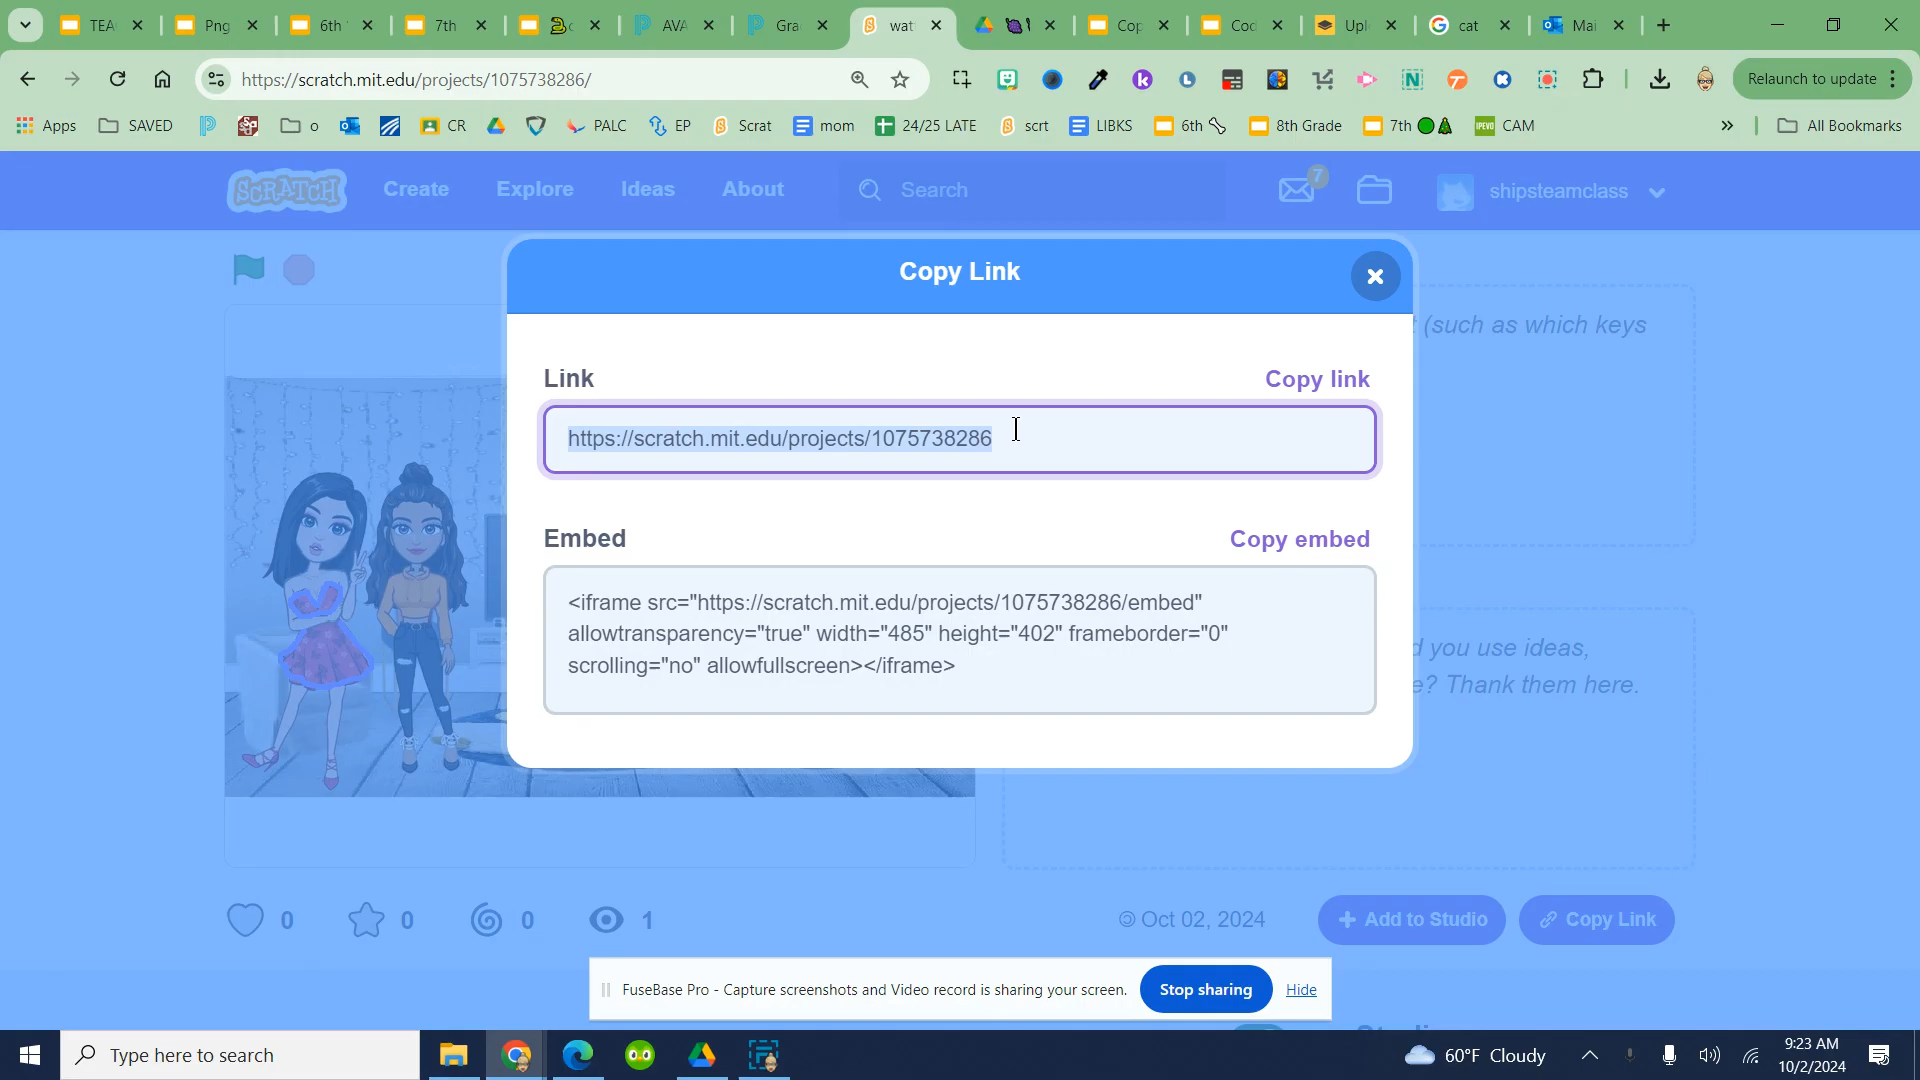 TEA
Png
6th
7th
AVA
Gra
wat
Cop
Coc
Upl
cat
Mai
https://scratch.mit.edu/projects/1075738286/
Relaunch to update
Apps
SAVED
o
CR
PALC
EP
Scrat
mom
24/25 LATE
scrt
LIBKS
6th
8th Grade
7th
CAM
All Bookmarks
SCRATCH
Create
Explore
Ideas
About
Search
7
shipsteamclass
Copy Link
t (such as which keys
Link
Copy link
https://scratch.mit.edu/projects/1075738286
Embed
Copy embed
<iframe src="https://scratch.mit.edu/projects/1075738286/embed"
allowtransparency="true" width="485" height="402" frameborder="0"
scrolling="no" allowfullscreen></iframe>
d you use ideas,
e? Thank them here.
0
0
0
1
© Oct 02, 2024
Add to Studio
Copy Link
FuseBase Pro - Capture screenshots and Video record is sharing your screen.
Stop sharing
Hide
Type here to search
60°F Cloudy
9:23 AM
10/2/2024